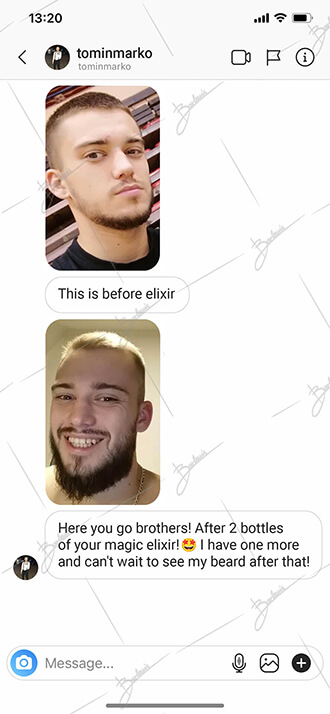 13:20
tominmarko
tominmarko
This is before elixir
Here you go brothers! After 2 bottles
of your magic elixir!🤩 I have one more
and can't wait to see my beard after that!
Message...